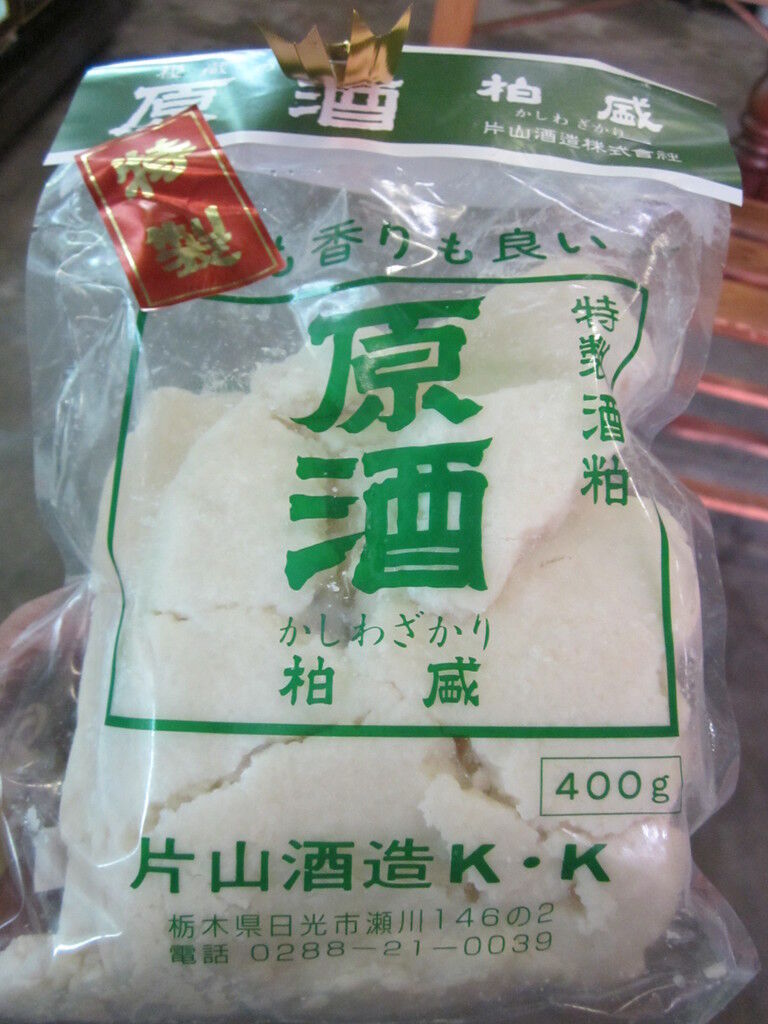 原酒 柏盛
かしわざかり
片山酒造株式会社
特製
も香りも良い
特製酒粕
原酒
かしわざかり
柏盛
400g
片山酒造K・K
栃木県日光市瀬川146の2
電話 0288-21-0039